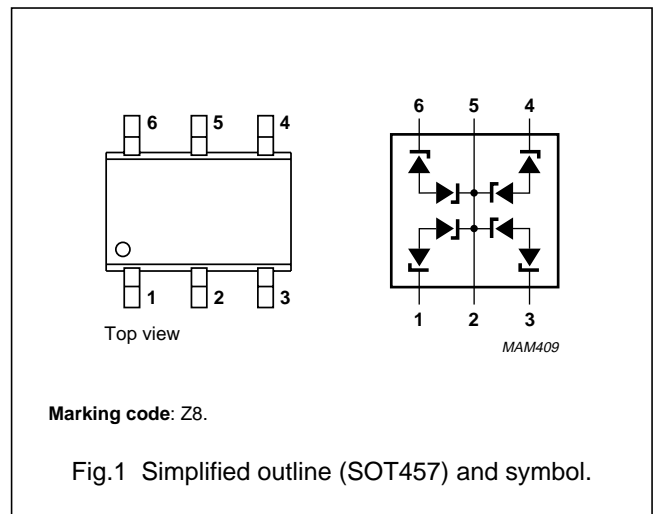 6 5 4
1 2 3
Top view
6 5 4
1 2 3
MAM409
Marking code: Z8.
Fig.1 Simplified outline (SOT457) and symbol.